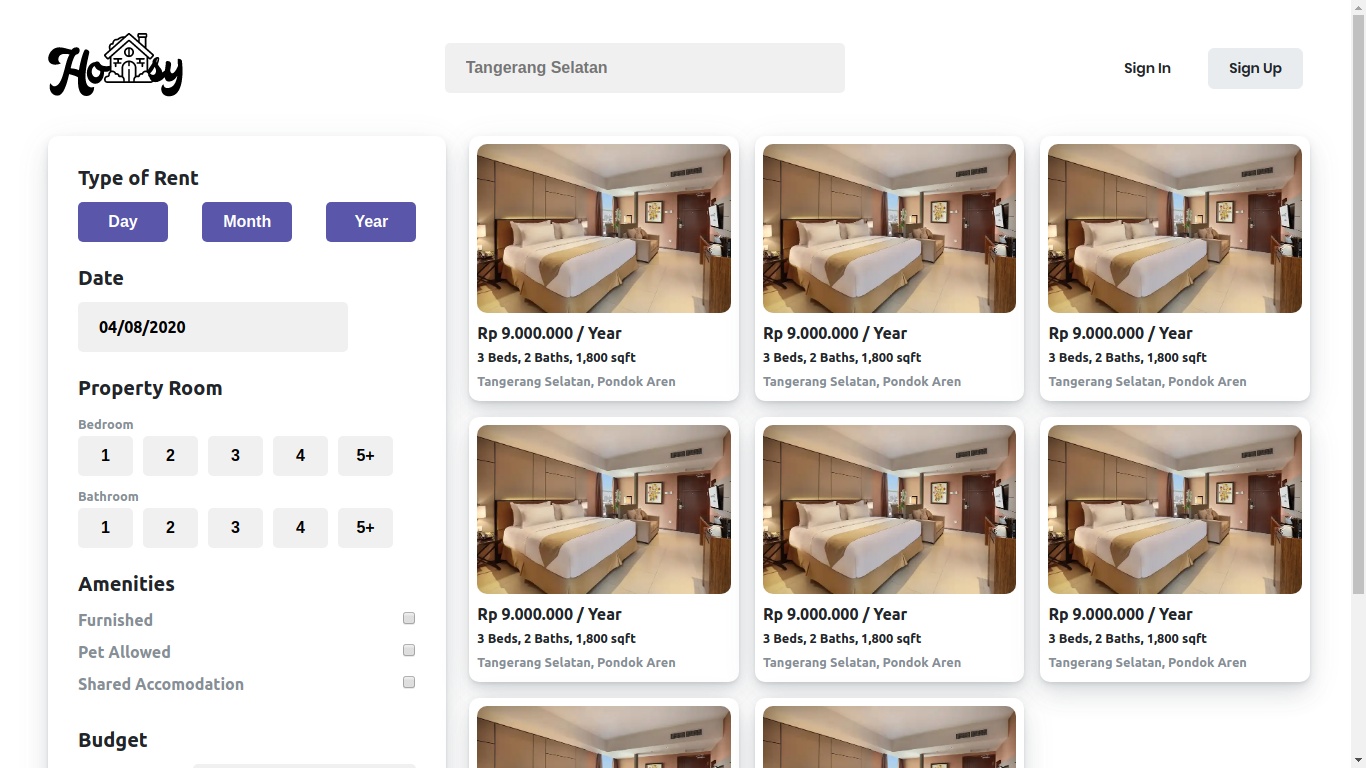 Housy
Tangerang Selatan
Sign In
Sign Up
Type of Rent
Day Month Year
Date
04/08/2020
Property Room
Bedroom
1 2 3 4 5+
Bathroom
1 2 3 4 5+
Amenities
Furnished
Pet Allowed
Shared Accomodation
Budget
Rp 9.000.000 / Year
3 Beds, 2 Baths, 1,800 sqft
Tangerang Selatan, Pondok Aren
Rp 9.000.000 / Year
3 Beds, 2 Baths, 1,800 sqft
Tangerang Selatan, Pondok Aren
Rp 9.000.000 / Year
3 Beds, 2 Baths, 1,800 sqft
Tangerang Selatan, Pondok Aren
Rp 9.000.000 / Year
3 Beds, 2 Baths, 1,800 sqft
Tangerang Selatan, Pondok Aren
Rp 9.000.000 / Year
3 Beds, 2 Baths, 1,800 sqft
Tangerang Selatan, Pondok Aren
Rp 9.000.000 / Year
3 Beds, 2 Baths, 1,800 sqft
Tangerang Selatan, Pondok Aren